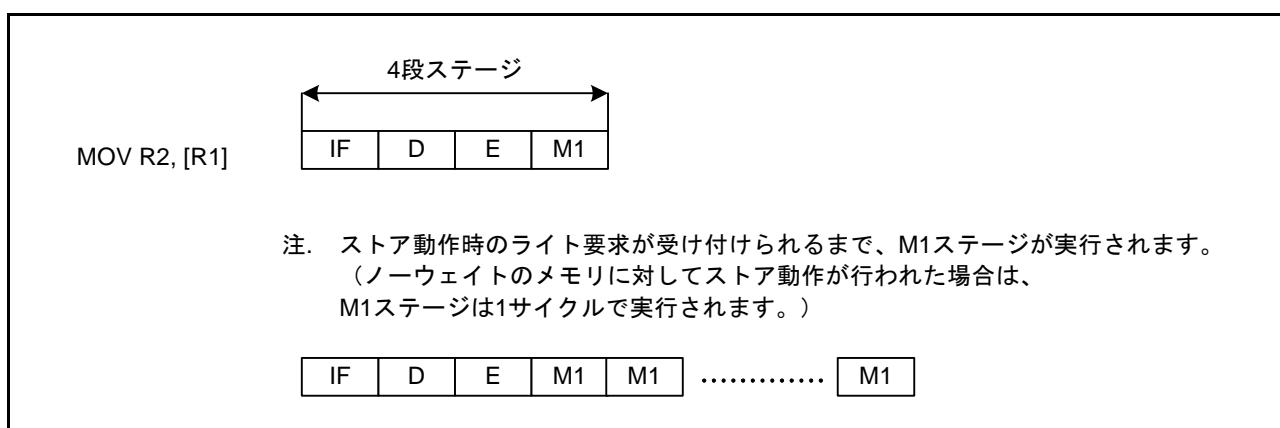 4段ステージ
MOV R2, [R1]
IF D E M1
注. ストア動作時のライト要求が受け付けられるまで、M1ステージが実行されます。
（ノーウェイトのメモリに対してストア動作が行われた場合は、
M1ステージは1サイクルで実行されます。）
IF D E M1 M1 ............. M1